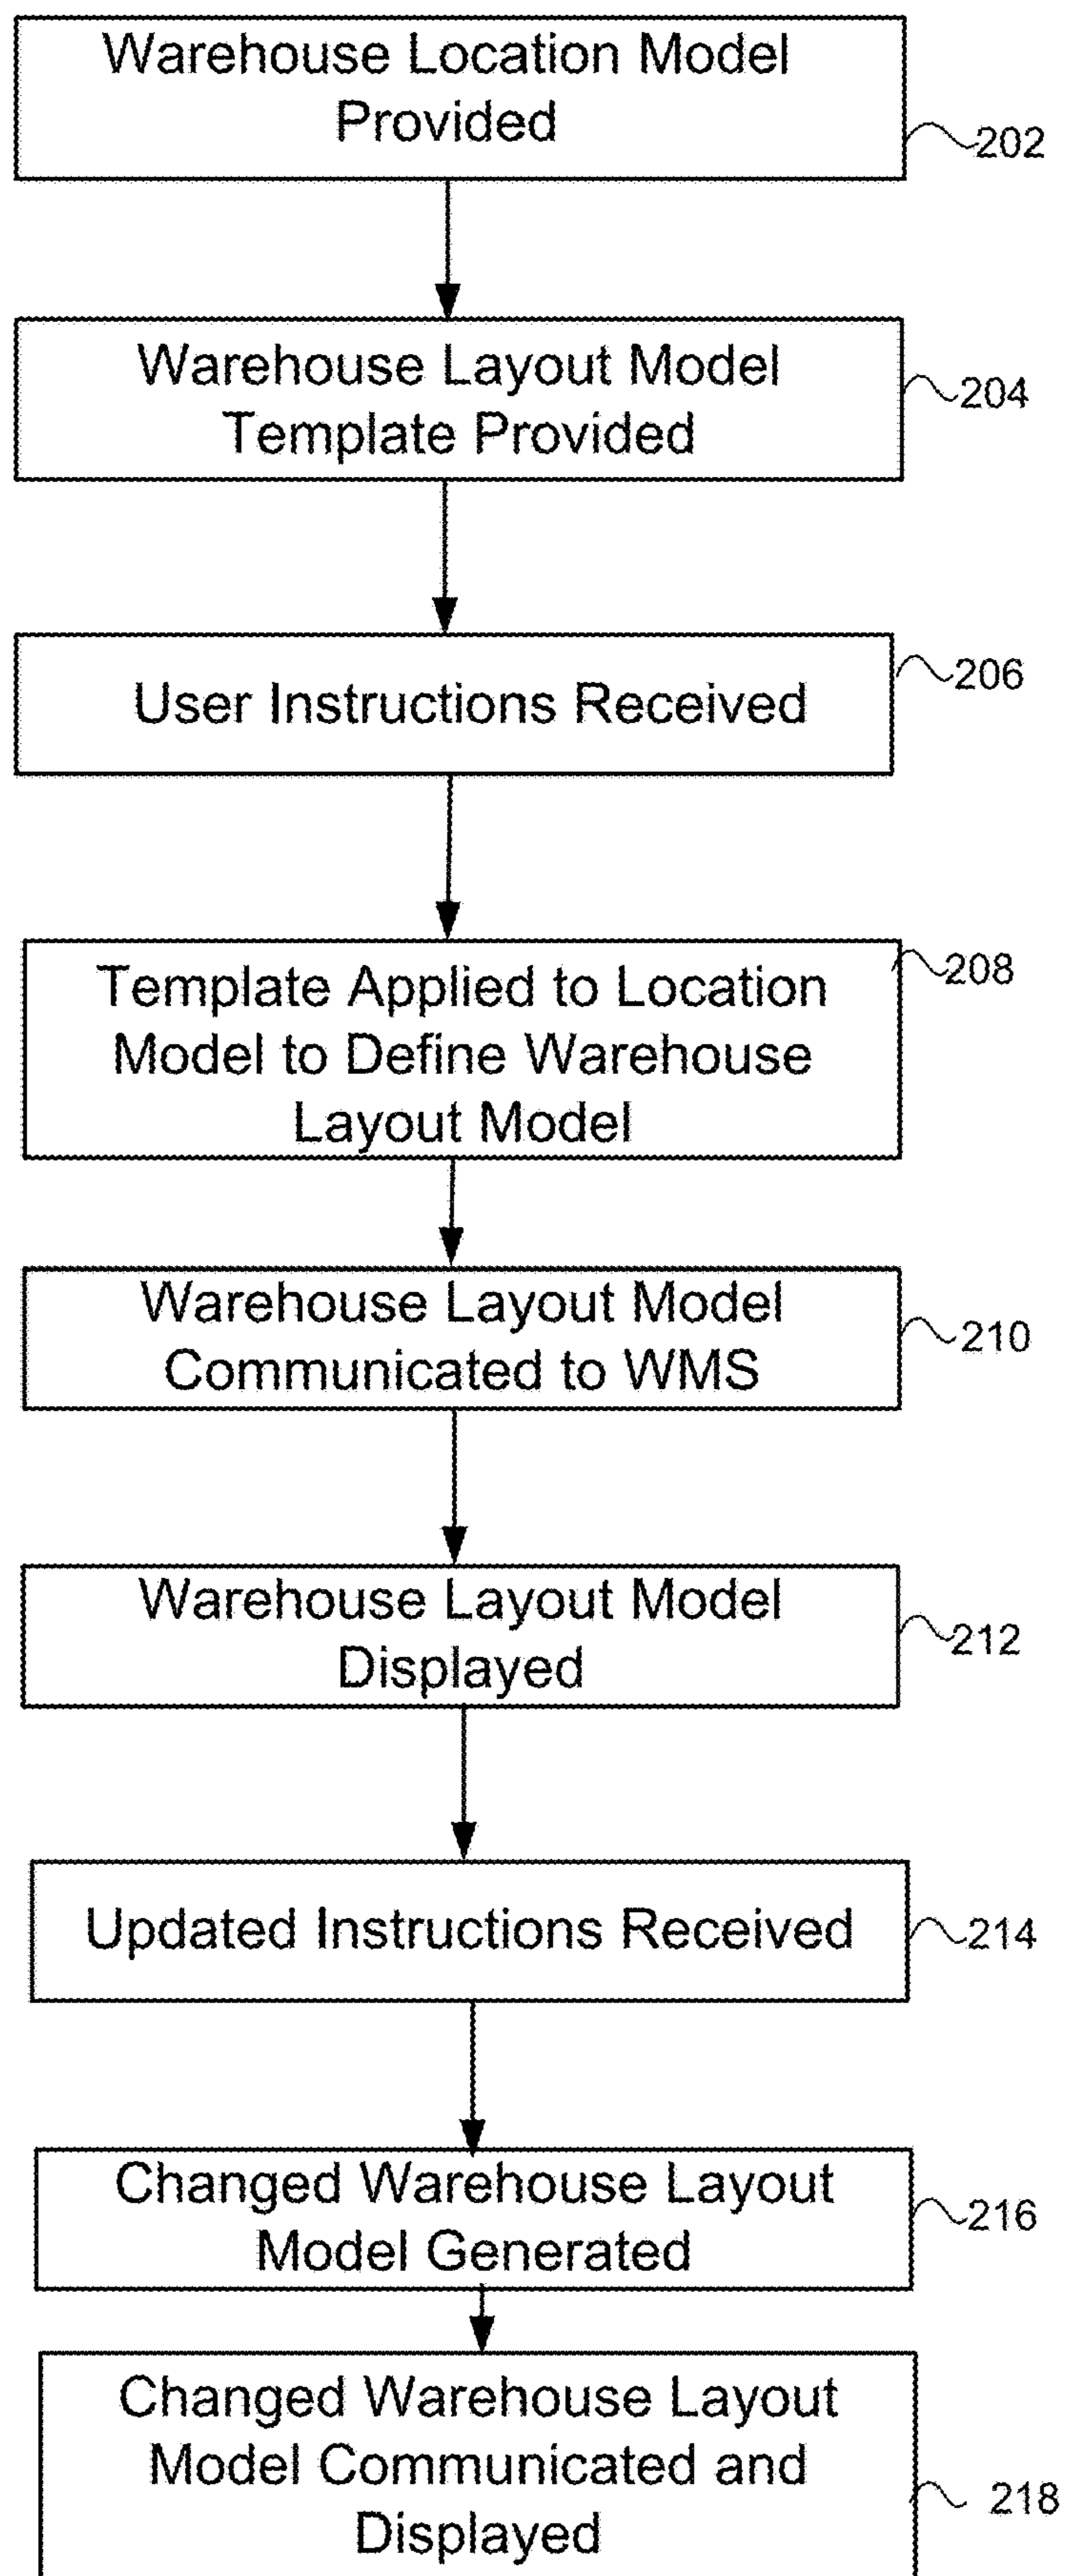 Warehouse Location Model
Provided
202
Warehouse Layout Model
Template Provided
204
User Instructions Received
206
Template Applied to Location
Model to Define Warehouse
Layout Model
208
Warehouse Layout Model
Communicated to WMS
210
Warehouse Layout Model
Displayed
212
Updated Instructions Received
214
Changed Warehouse Layout
Model Generated
216
Changed Warehouse Layout
Model Communicated and
Displayed
218